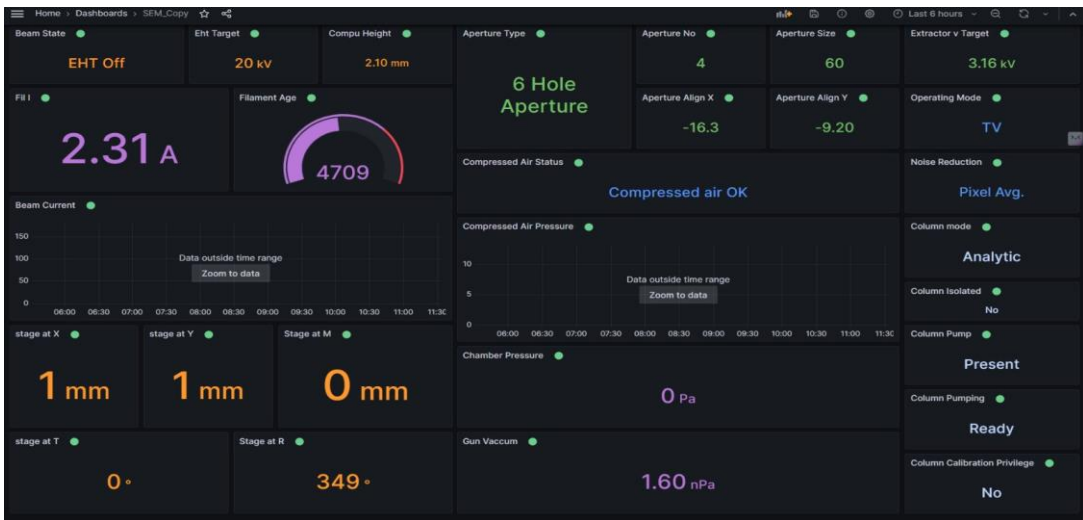 Home › Dashboards › SEM_Copy
Last 6 hours
Beam State
EHT Off
Eht Target
20 kV
Compu Height
2.10 mm
Aperture Type
6 Hole
Aperture
Aperture No
4
Aperture Size
60
Extractor v Target
3.16 kV
Fil I
2.31 A
Filament Age
4709
Aperture Align X
-16.3
Aperture Align Y
-9.20
Operating Mode
TV
Compressed Air Status
Compressed air OK
Noise Reduction
Pixel Avg.
Beam Current
150
100
50
0
Data outside time range
Zoom to data
06:00 06:30 07:00 07:30 08:00 08:30 09:00 09:30 10:00 10:30 11:00 11:30
Compressed Air Pressure
10
5
0
Data outside time range
Zoom to data
06:00 06:30 07:00 07:30 08:00 08:30 09:00 09:30 10:00 10:30 11:00 11:30
Column mode
Analytic
Column Isolated
No
stage at X
1 mm
stage at Y
1 mm
Stage at M
0 mm
Chamber Pressure
0 Pa
Column Pump
Present
Column Pumping
Ready
stage at T
0 °
Stage at R
349 °
Gun Vaccum
1.60 nPa
Column Calibration Privilege
No